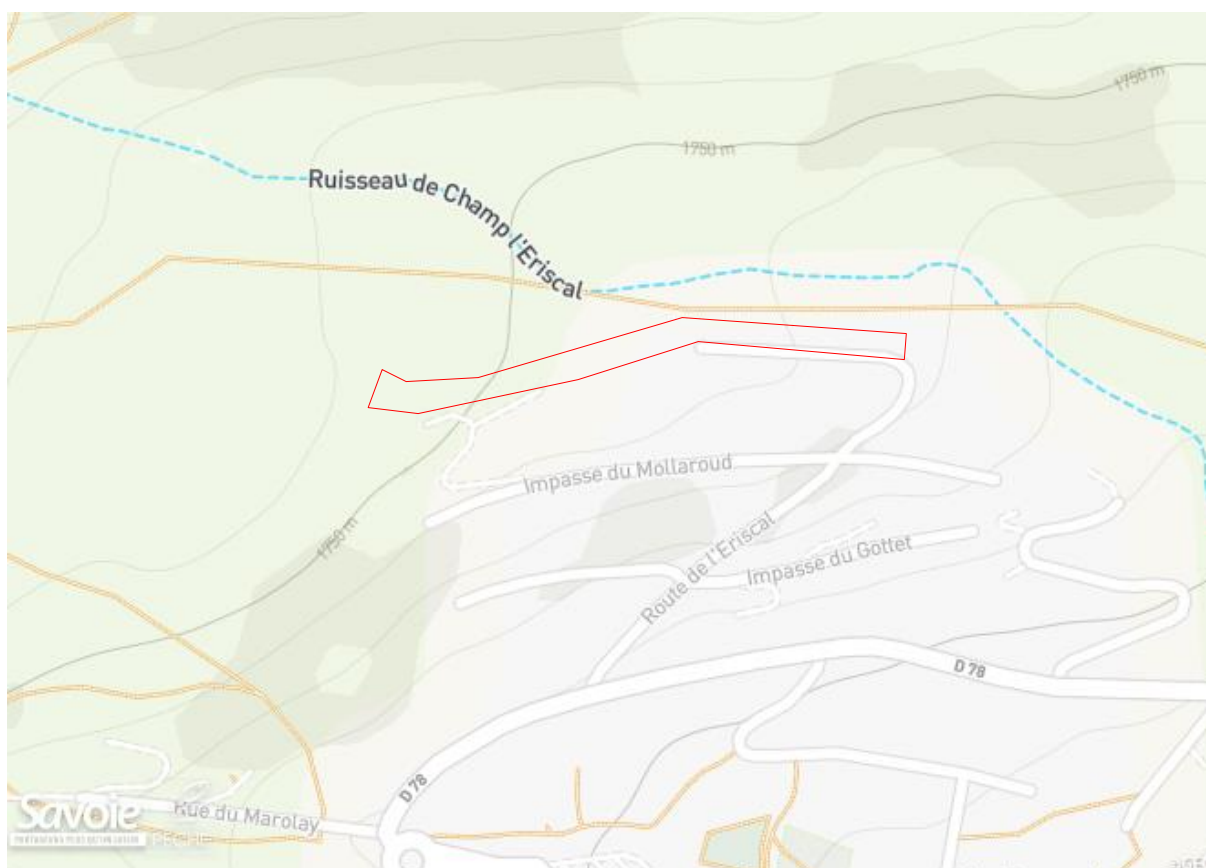 1750 m
1750 m
Ruisseau de Champ l'Eriscal
Impasse du Mollaroud
1750 m
Route de l'Eriscal
Impasse du Gottet
D 78
D 78
Rue du Marolay
Savoie
PÊCHE